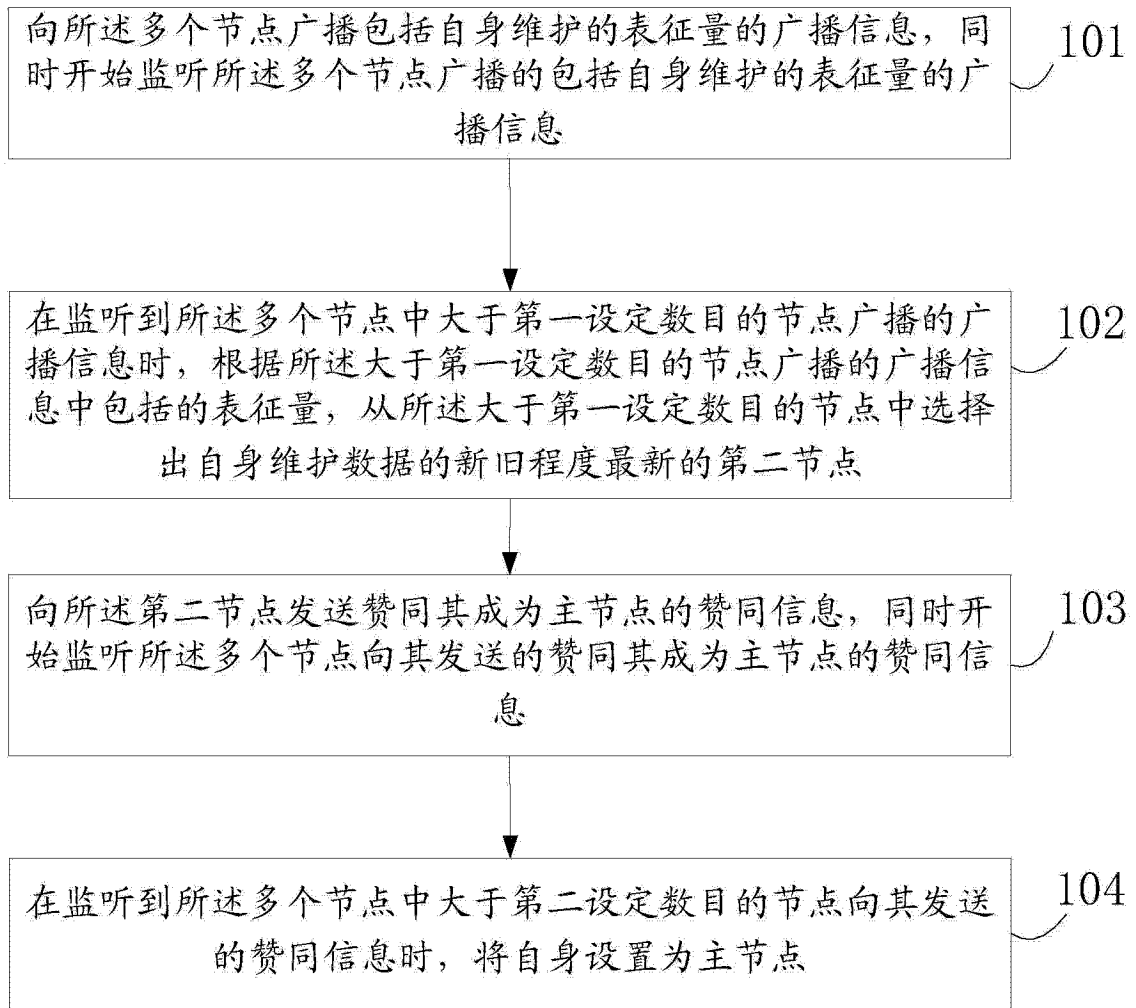 向所述多个节点广播包括自身维护的表征量的广播信息，同
时开始监听所述多个节点广播的包括自身维护的表征量的广
播信息
101
在监听到所述多个节点中大于第一设定数目的节点广播的广
播信息时，根据所述大于第一设定数目的节点广播的广播信
息中包括的表征量，从所述大于第一设定数目的节点中选择
出自身维护数据的新旧程度最新的第二节点
102
向所述第二节点发送赞同其成为主节点的赞同信息，同时开
始监听所述多个节点向其发送的赞同其成为主节点的赞同信
息
103
在监听到所述多个节点中大于第二设定数目的节点向其发送
的赞同信息时，将自身设置为主节点
104